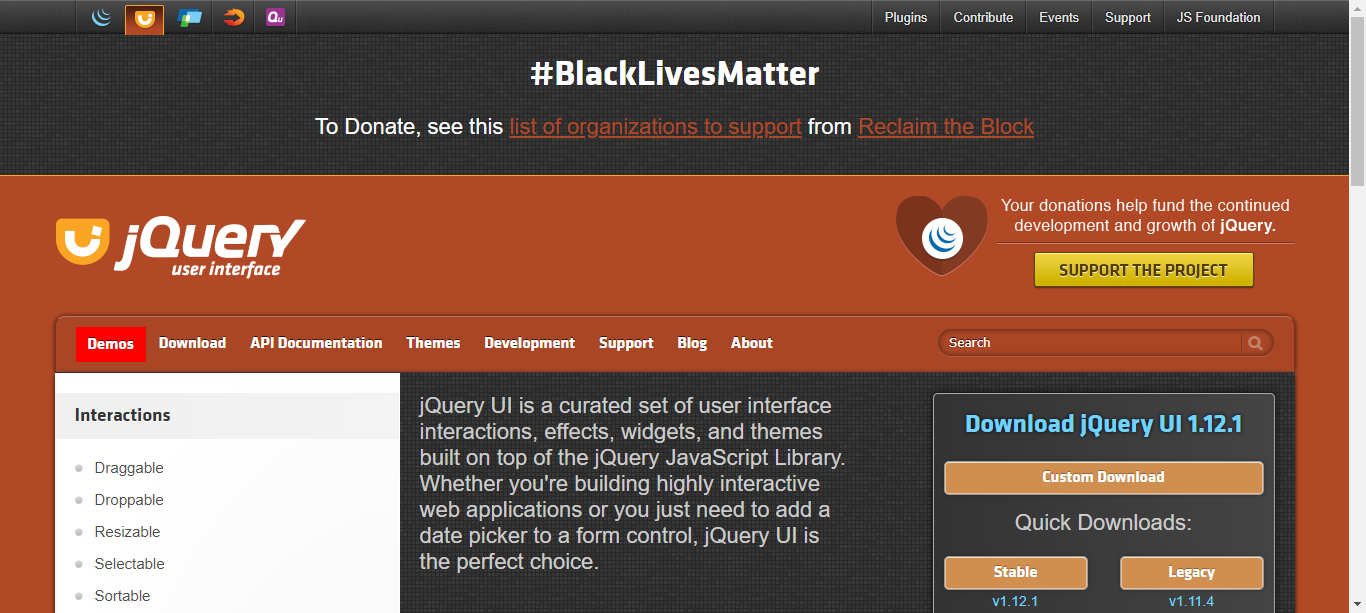 Qu
Plugins
Contribute
Events
Support
JS Foundation
#BlackLivesMatter
To Donate, see this list of organizations to support from Reclaim the Block
jQuery
user interface
Your donations help fund the continued
development and growth of jQuery.
SUPPORT THE PROJECT
Demos
Download
API Documentation
Themes
Development
Support
Blog
About
Search
Interactions
Draggable
Droppable
Resizable
Selectable
Sortable
jQuery UI is a curated set of user interface
interactions, effects, widgets, and themes
built on top of the jQuery JavaScript Library.
Whether you're building highly interactive
web applications or you just need to add a
date picker to a form control, jQuery UI is
the perfect choice.
Download jQuery UI 1.12.1
Custom Download
Quick Downloads:
Stable
v1.12.1
Legacy
v1.11.4